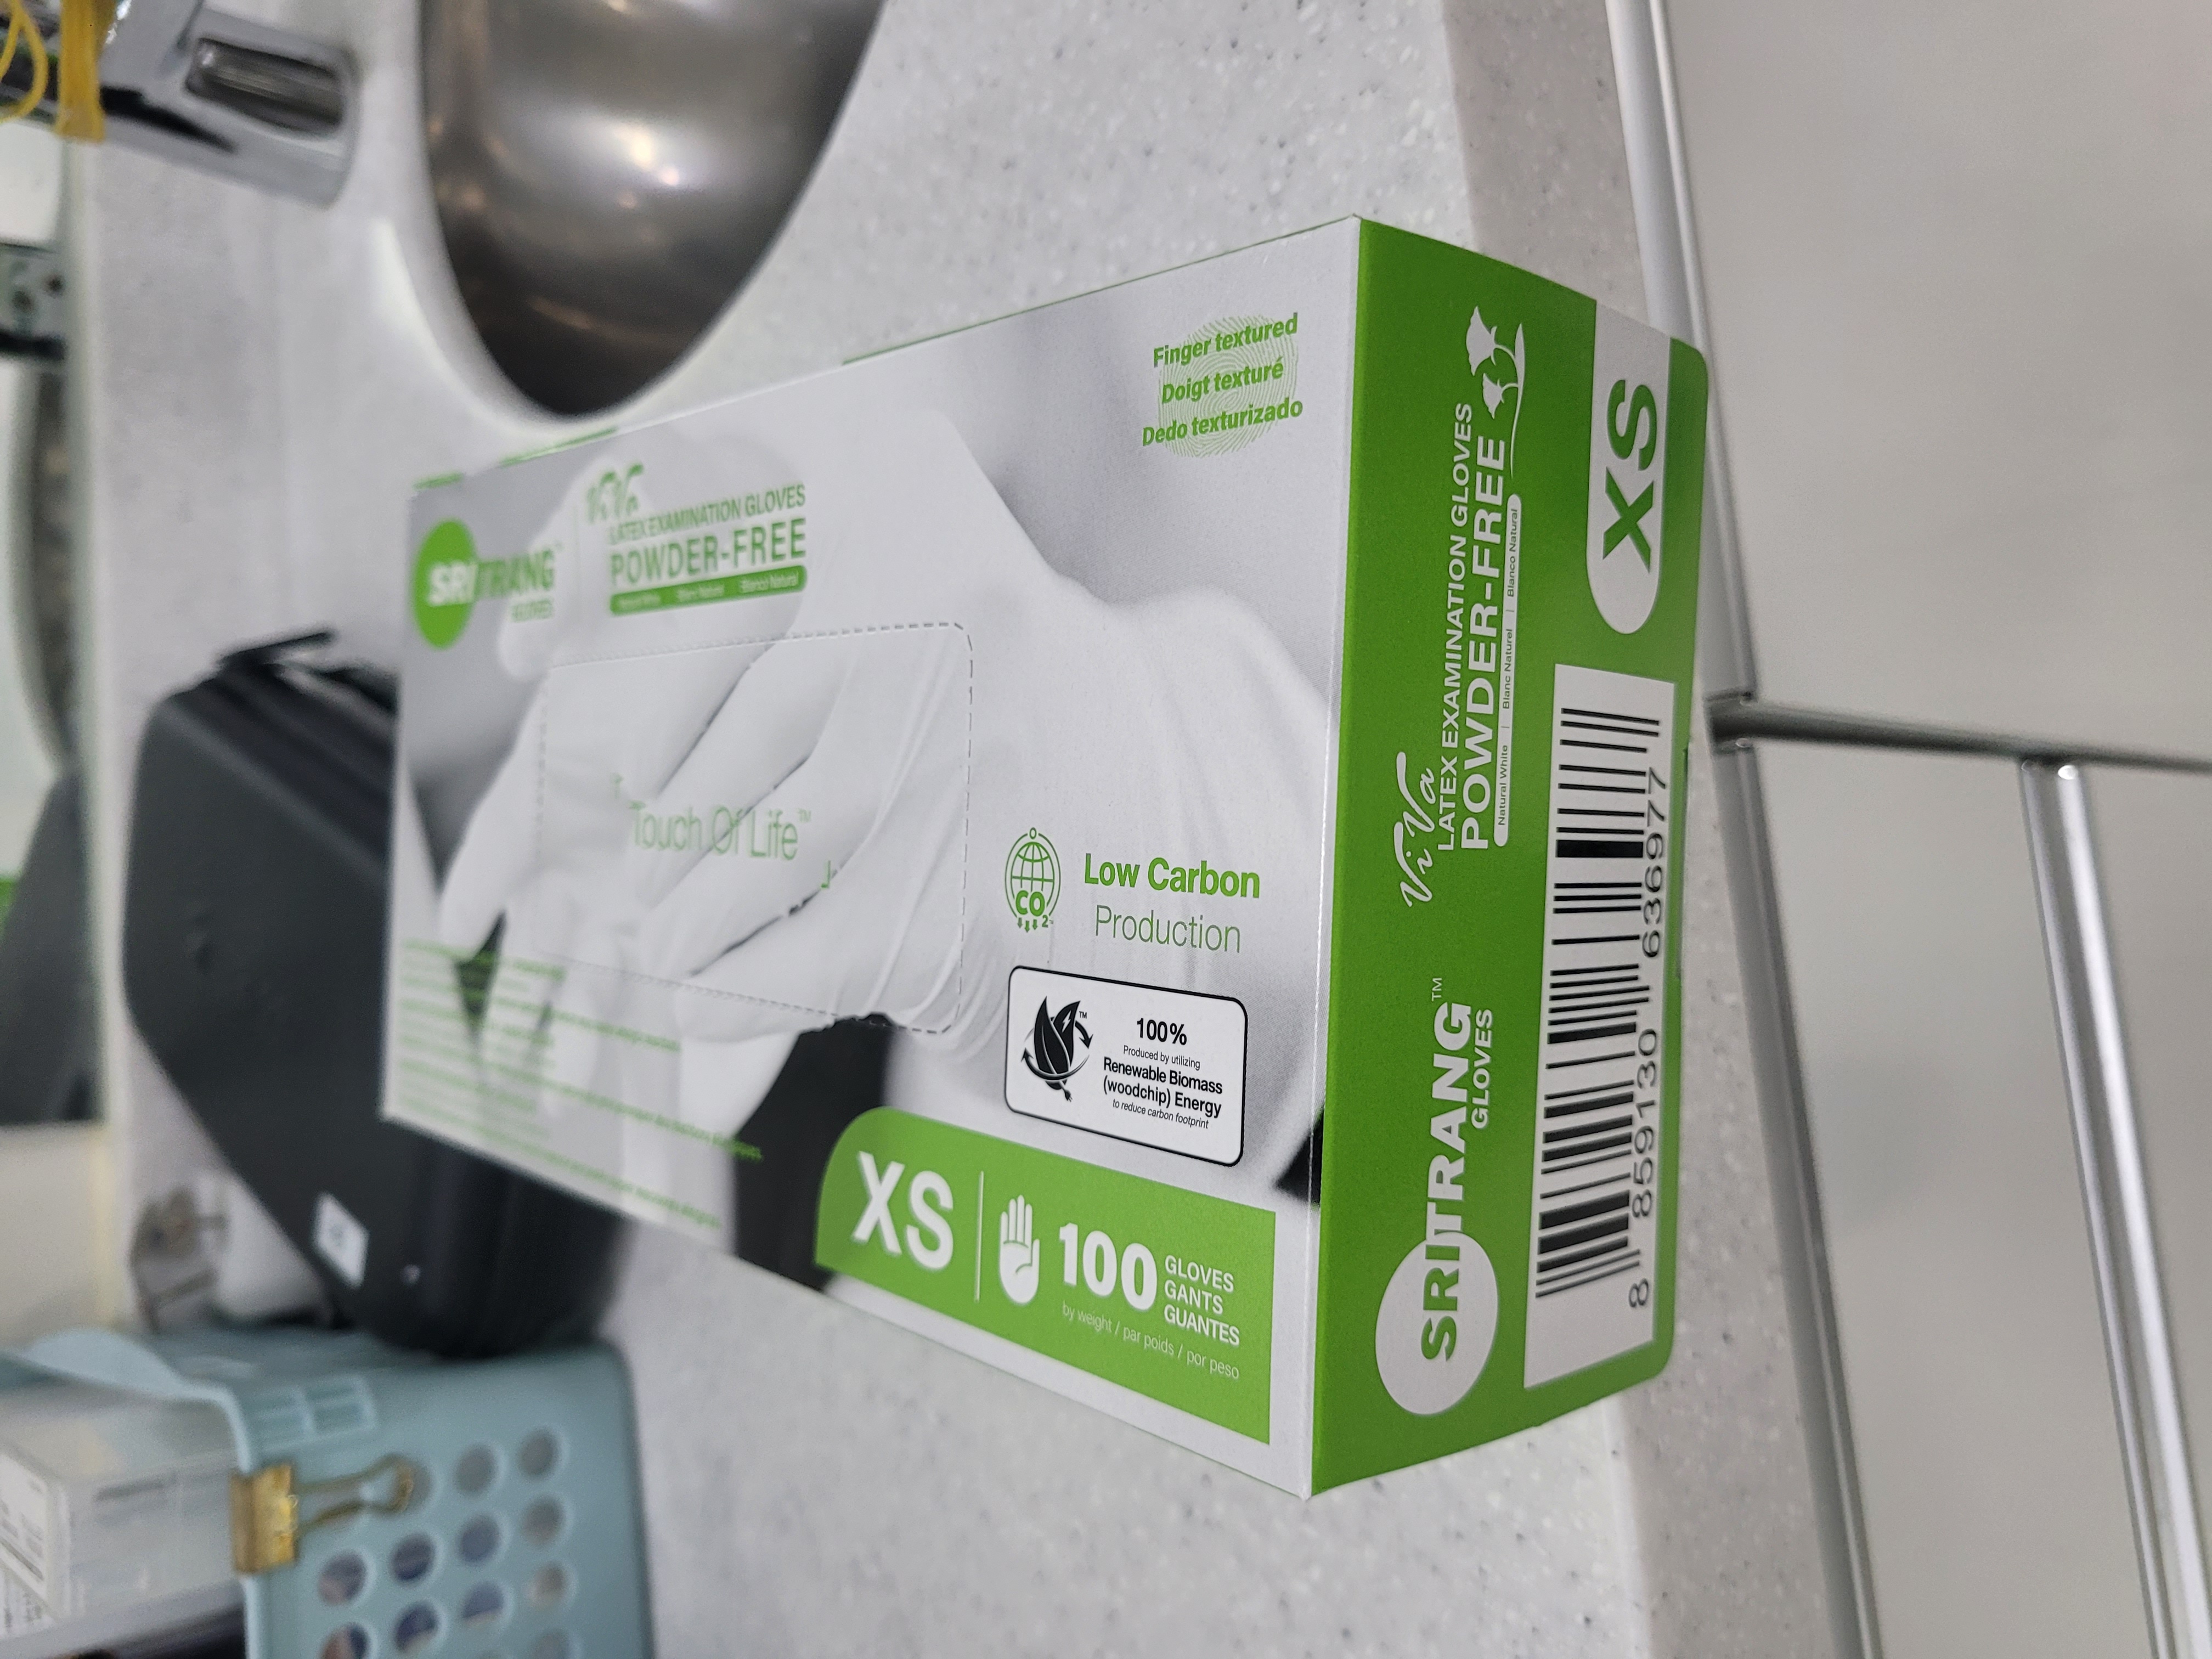 SRITRANG
GLOVES
ViVa
LATEX EXAMINATION GLOVES
POWDER-FREE
Touch Of Life™
XS
100
GLOVES
GANTS
GUANTES
by weight / par poids / por peso
100%
Produced by utilizing
Renewable Biomass
(woodchip) Energy
to reduce carbon footprint
CO2
Low Carbon
Production
Finger textured
Doigt texturé
Dedo texturizado
SRITRANG™
GLOVES
ViVa
LATEX EXAMINATION GLOVES
POWDER-FREE
Natural White | Blanc Naturel | Blanco Natural
8 859130 636977
XS